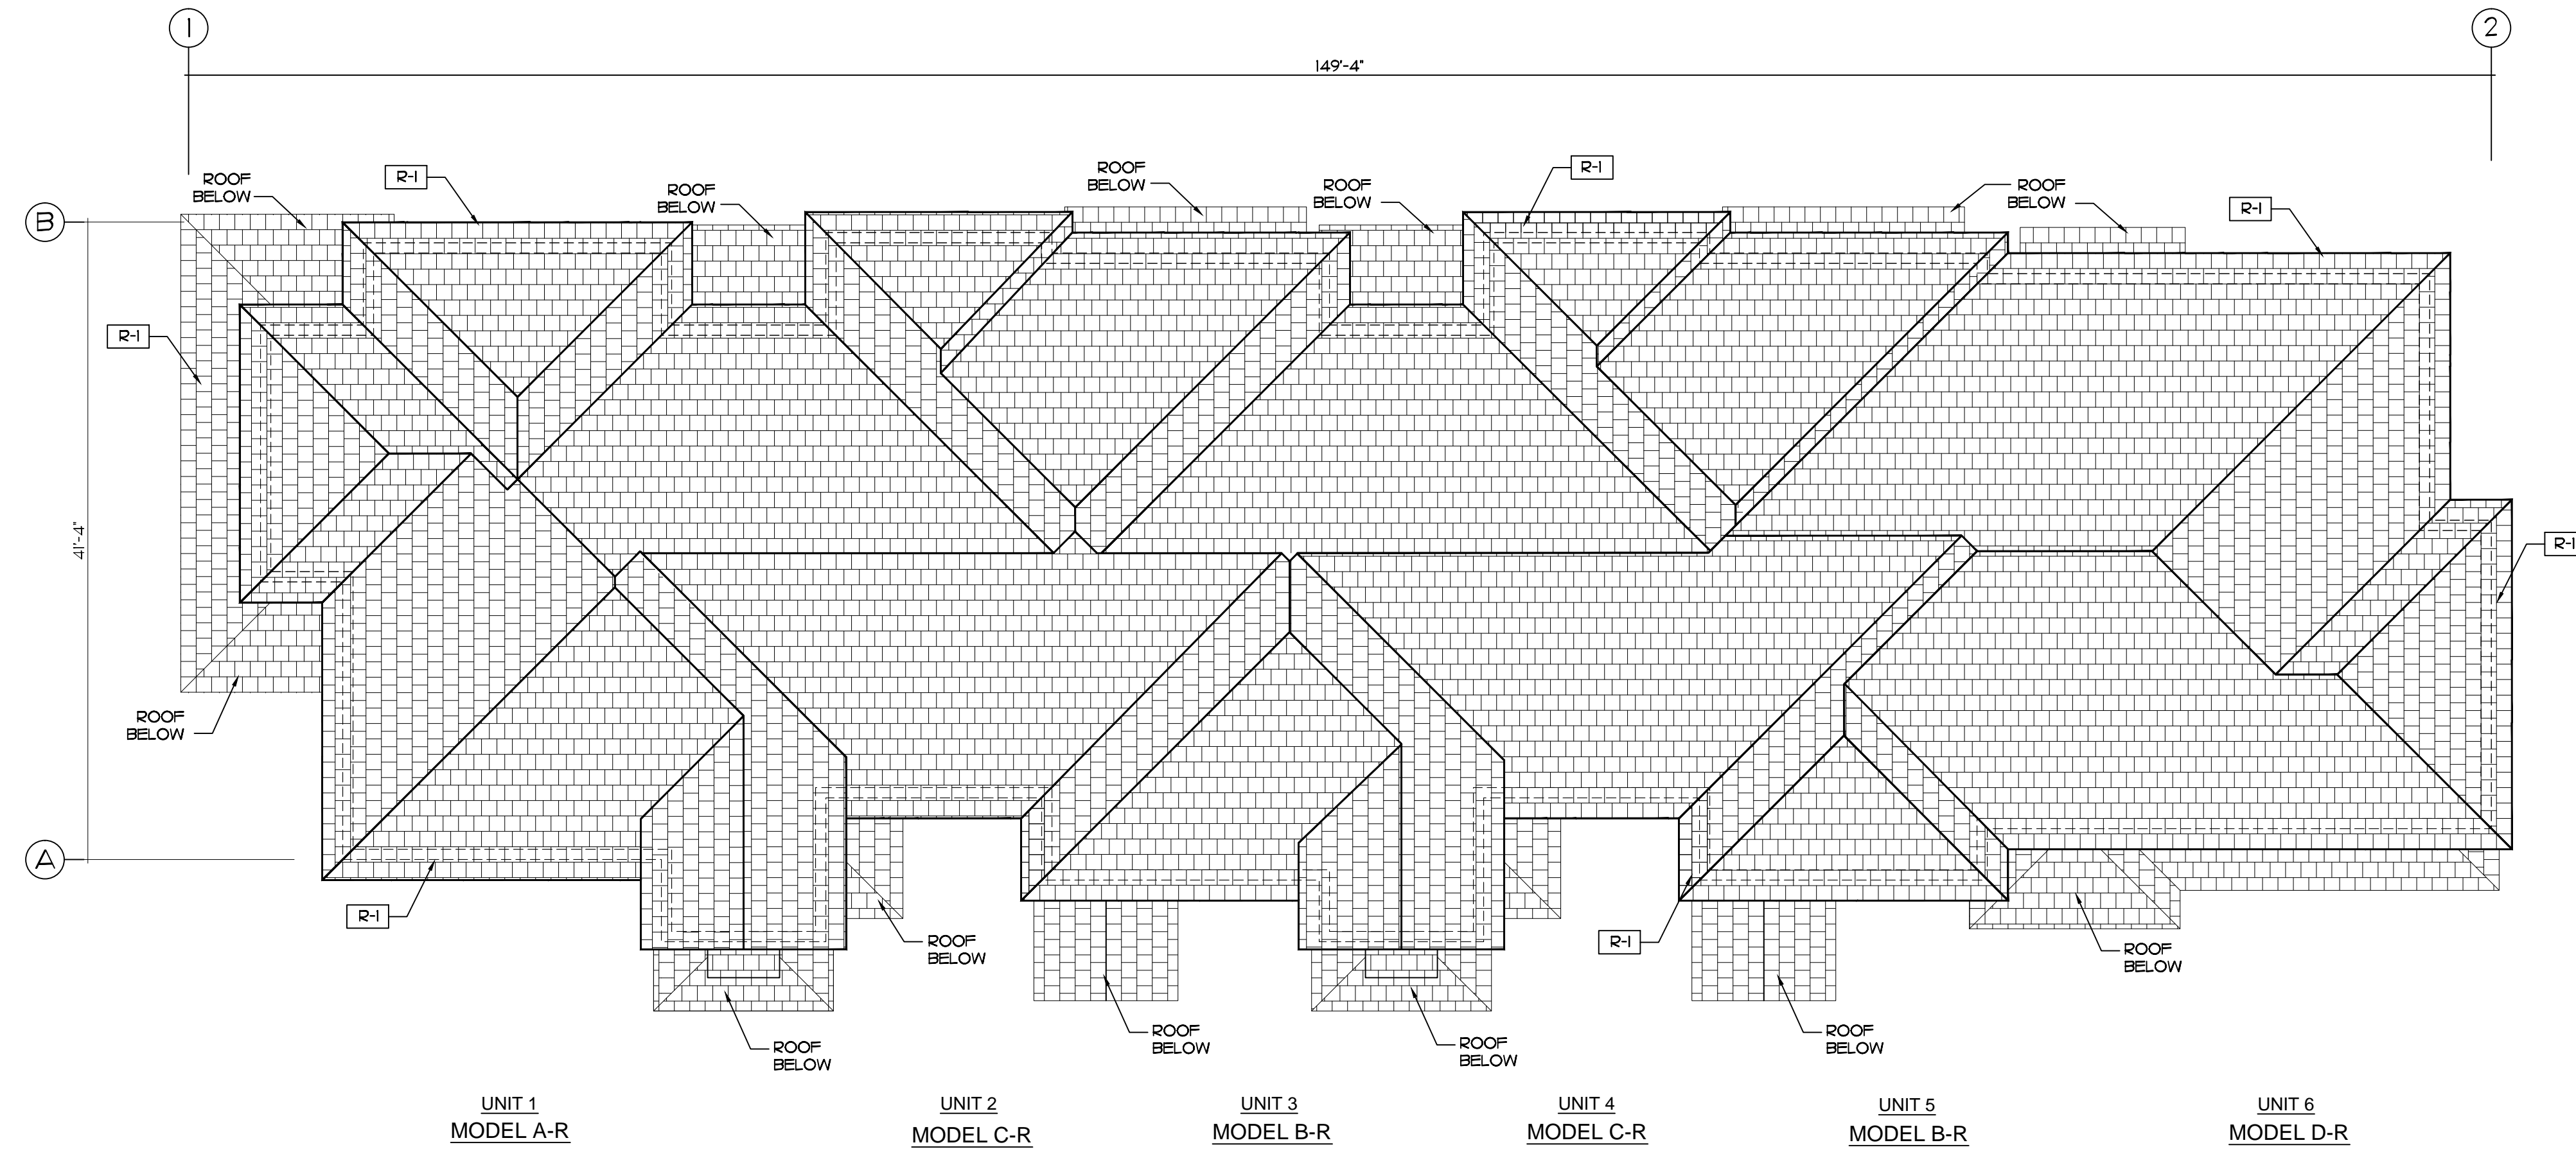 1
2
149'-4"
ROOF
BELOW
R-1
ROOF
BELOW
ROOF
BELOW
ROOF
BELOW
R-1
ROOF
BELOW
R-1
B
R-1
41'-4"
R-1
ROOF
BELOW
A
R-1
ROOF
BELOW
R-1
ROOF
BELOW
ROOF
BELOW
ROOF
BELOW
ROOF
BELOW
ROOF
BELOW
UNIT 1
MODEL A-R
UNIT 2
MODEL C-R
UNIT 3
MODEL B-R
UNIT 4
MODEL C-R
UNIT 5
MODEL B-R
UNIT 6
MODEL D-R